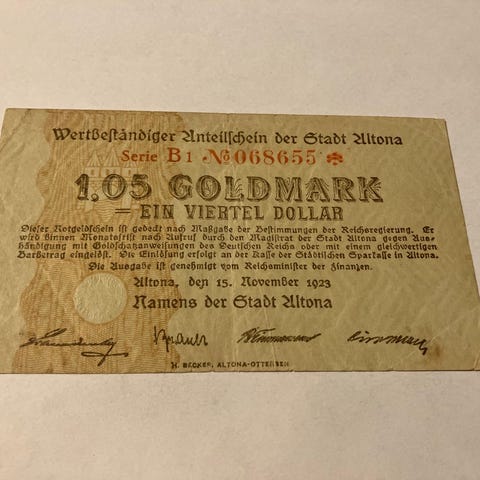 Wertbeständiger Anteilschein der Stadt Altona
Serie B1 No 068655 *
1,05 GOLDMARK
= EIN VIERTEL DOLLAR
Dieser Notgeldschein ist gedeckt nach Maßgabe der Bestimmungen der Reichsregierung. Er
wird binnen Monatsfrist nach Aufruf durch den Magistrat der Stadt Altona gegen Aus=
händigung mit Goldschatzanweisungen des Deutschen Reichs oder mit einem gleichwertigen
Barbetrag eingelöst. Die Einlösung erfolgt an der Kasse der Städtischen Sparkasse in Altona.
Die Ausgabe ist genehmigt vom Reichsminister der Finanzen.
Altona, den 15. November 1923
Namens der Stadt Altona
H. BECKER, ALTONA-OTTENSEN